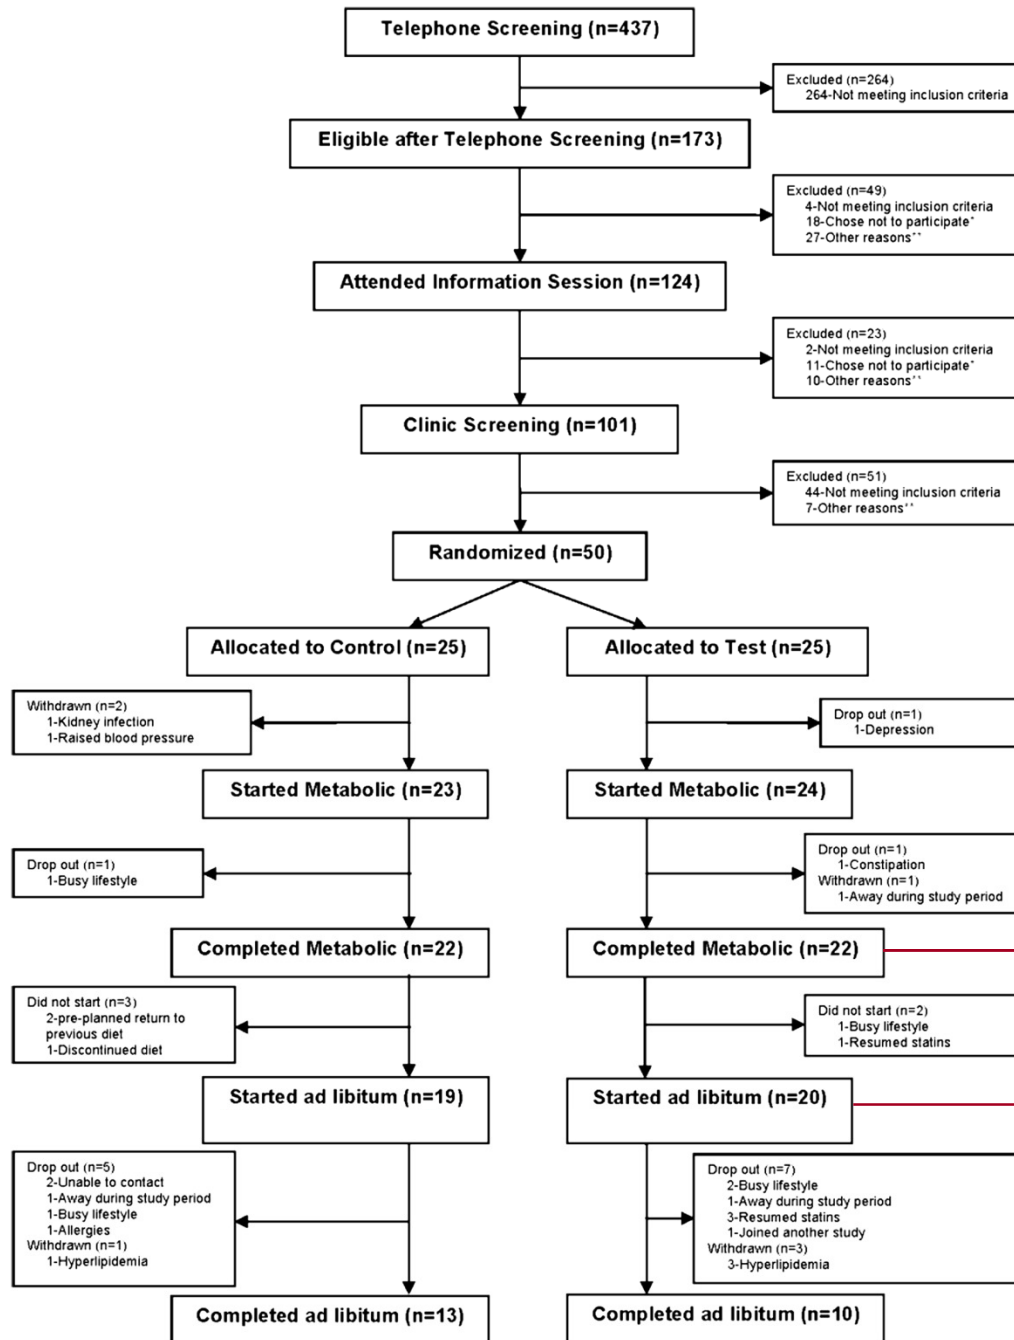 Telephone Screening (n=437)
Excluded (n=264)
264-Not meeting inclusion criteria
Eligible after Telephone Screening (n=173)
Excluded (n=49)
4-Not meeting inclusion criteria
18-Chose not to participate*
27-Other reasons**
Attended Information Session (n=124)
Excluded (n=23)
2-Not meeting inclusion criteria
11-Chose not to participate*
10-Other reasons**
Clinic Screening (n=101)
Excluded (n=51)
44-Not meeting inclusion criteria
7-Other reasons**
Randomized (n=50)
Allocated to Control (n=25)
Allocated to Test (n=25)
Withdrawn (n=2)
1-Kidney infection
1-Raised blood pressure
Drop out (n=1)
1-Depression
Started Metabolic (n=23)
Started Metabolic (n=24)
Drop out (n=1)
1-Busy lifestyle
Drop out (n=1)
1-Constipation
Withdrawn (n=1)
1-Away during study period
Completed Metabolic (n=22)
Completed Metabolic (n=22)
Did not start (n=3)
2-pre-planned return to
previous diet
1-Discontinued diet
Did not start (n=2)
1-Busy lifestyle
1-Resumed statins
Started ad libitum (n=19)
Started ad libitum (n=20)
Drop out (n=5)
2-Unable to contact
1-Away during study period
1-Busy lifestyle
1-Allergies
Withdrawn (n=1)
1-Hyperlipidemia
Drop out (n=7)
2-Busy lifestyle
1-Away during study period
3-Resumed statins
1-Joined another study
Withdrawn (n=3)
3-Hyperlipidemia
Completed ad libitum (n=13)
Completed ad libitum (n=10)